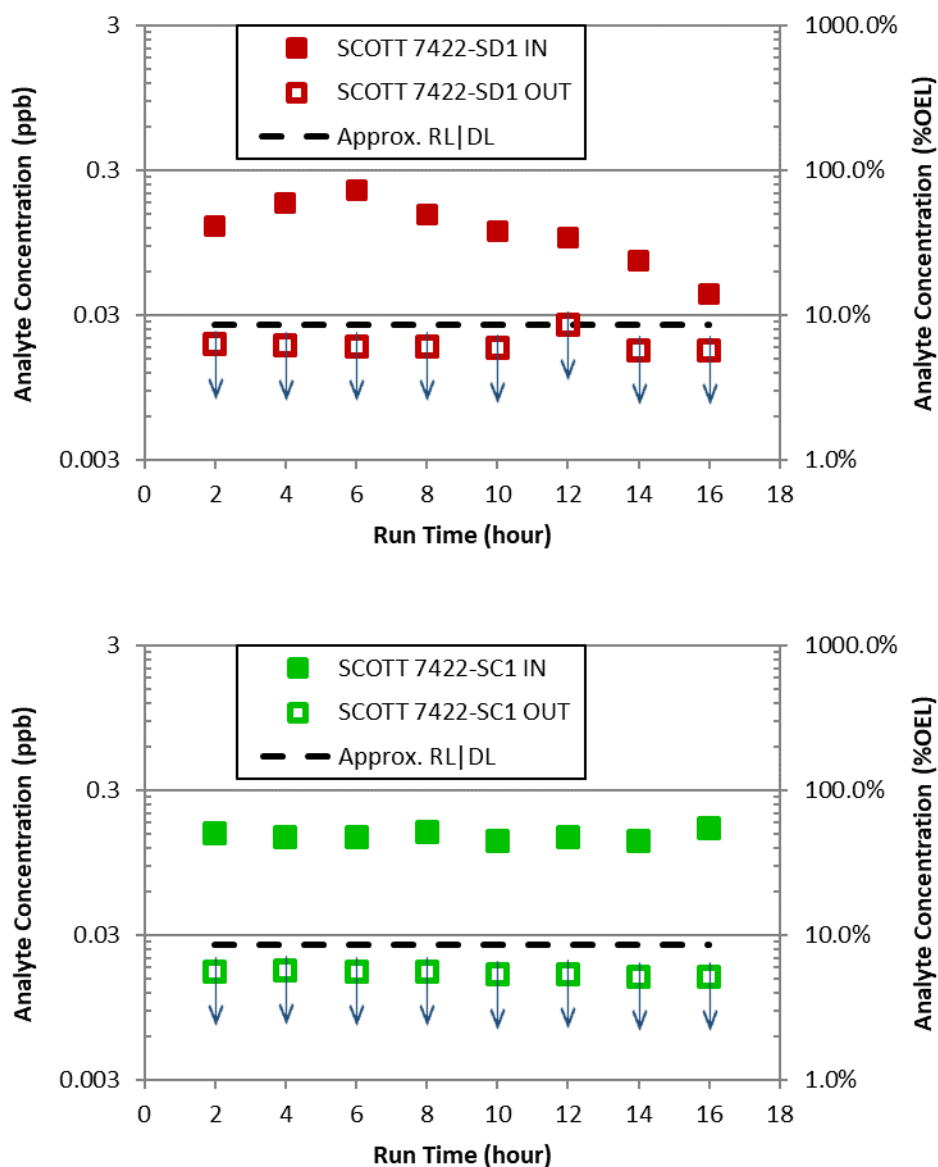 3
0.3
0.03
0.003
Analyte Concentration (ppb)
SCOTT 7422-SD1 IN
SCOTT 7422-SD1 OUT
Approx. RL|DL
1000.0%
100.0%
10.0%
1.0%
Analyte Concentration (%OEL)
0 2 4 6 8 10 12 14 16 18
Run Time (hour)
3
0.3
0.03
0.003
Analyte Concentration (ppb)
SCOTT 7422-SC1 IN
SCOTT 7422-SC1 OUT
Approx. RL|DL
1000.0%
100.0%
10.0%
1.0%
Analyte Concentration (%OEL)
0 2 4 6 8 10 12 14 16 18
Run Time (hour)